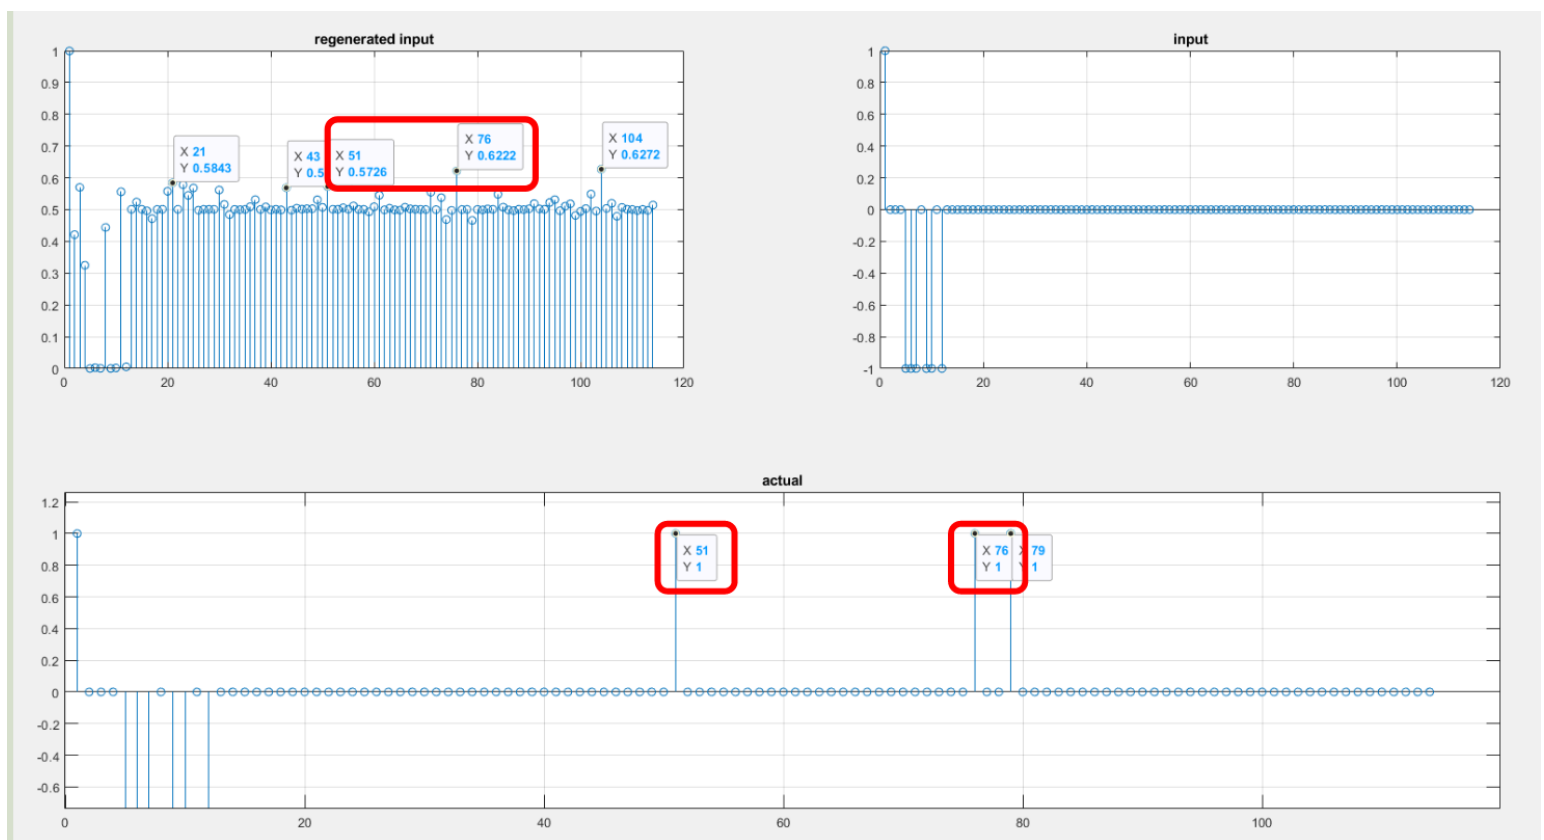 regenerated input
1
0.9
0.8
0.7
0.6
0.5
0.4
0.3
0.2
0.1
0
X 21
Y 0.5843
X 43
Y 0.5
X 51
Y 0.5726
X 76
Y 0.6222
X 104
Y 0.6272
0 20 40 60 80 100 120
input
1
0.8
0.6
0.4
0.2
0
-0.2
-0.4
-0.6
-0.8
-1
0 20 40 60 80 100 120
actual
1.2
1
0.8
0.6
0.4
0.2
0
-0.2
-0.4
-0.6
X 51
Y 1
X 76
Y 1
X 79
Y 1
0 20 40 60 80 100